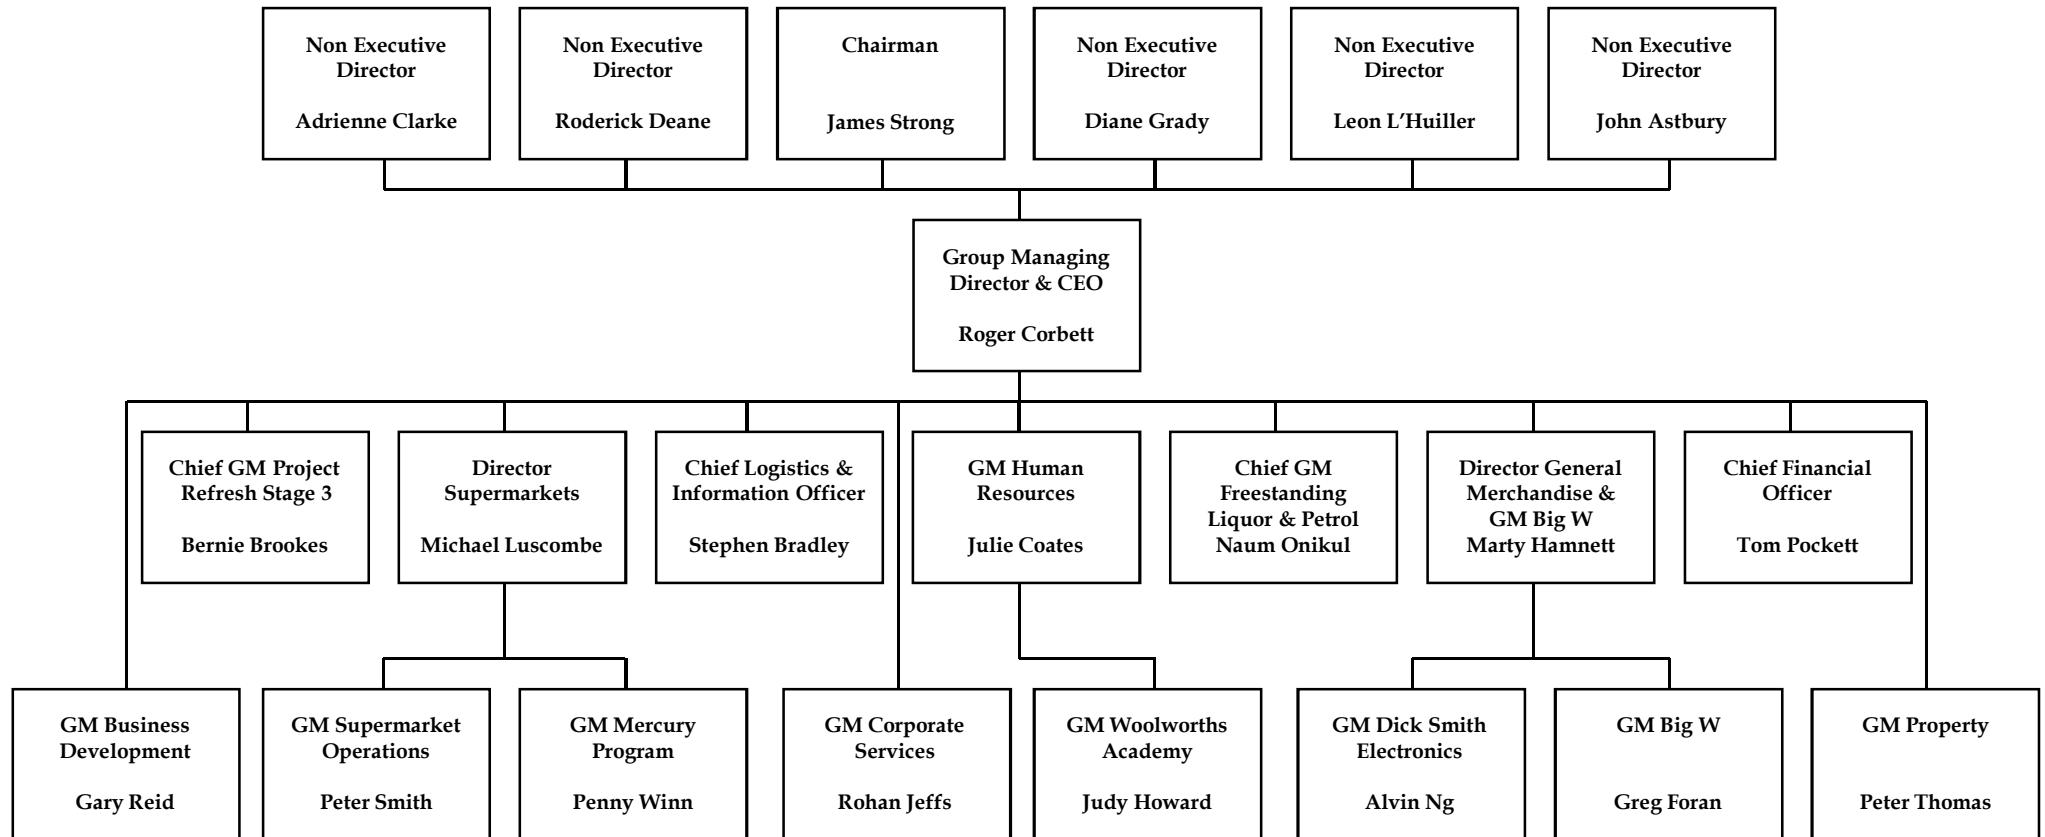 Non Executive
Director
Adrienne Clarke
Non Executive
Director
Roderick Deane
Chairman
James Strong
Non Executive
Director
Diane Grady
Non Executive
Director
Leon L'Huiller
Non Executive
Director
John Astbury
Group Managing
Director & CEO
Roger Corbett
Chief GM Project
Refresh Stage 3
Bernie Brookes
Director
Supermarkets
Michael Luscombe
Chief Logistics &
Information Officer
Stephen Bradley
GM Human
Resources
Julie Coates
Chief GM
Freestanding
Liquor & Petrol
Naum Onikul
Director General
Merchandise &
GM Big W
Marty Hamnett
Chief Financial
Officer
Tom Pockett
GM Business
Development
Gary Reid
GM Supermarket
Operations
Peter Smith
GM Mercury
Program
Penny Winn
GM Corporate
Services
Rohan Jeffs
GM Woolworths
Academy
Judy Howard
GM Dick Smith
Electronics
Alvin Ng
GM Big W
Greg Foran
GM Property
Peter Thomas